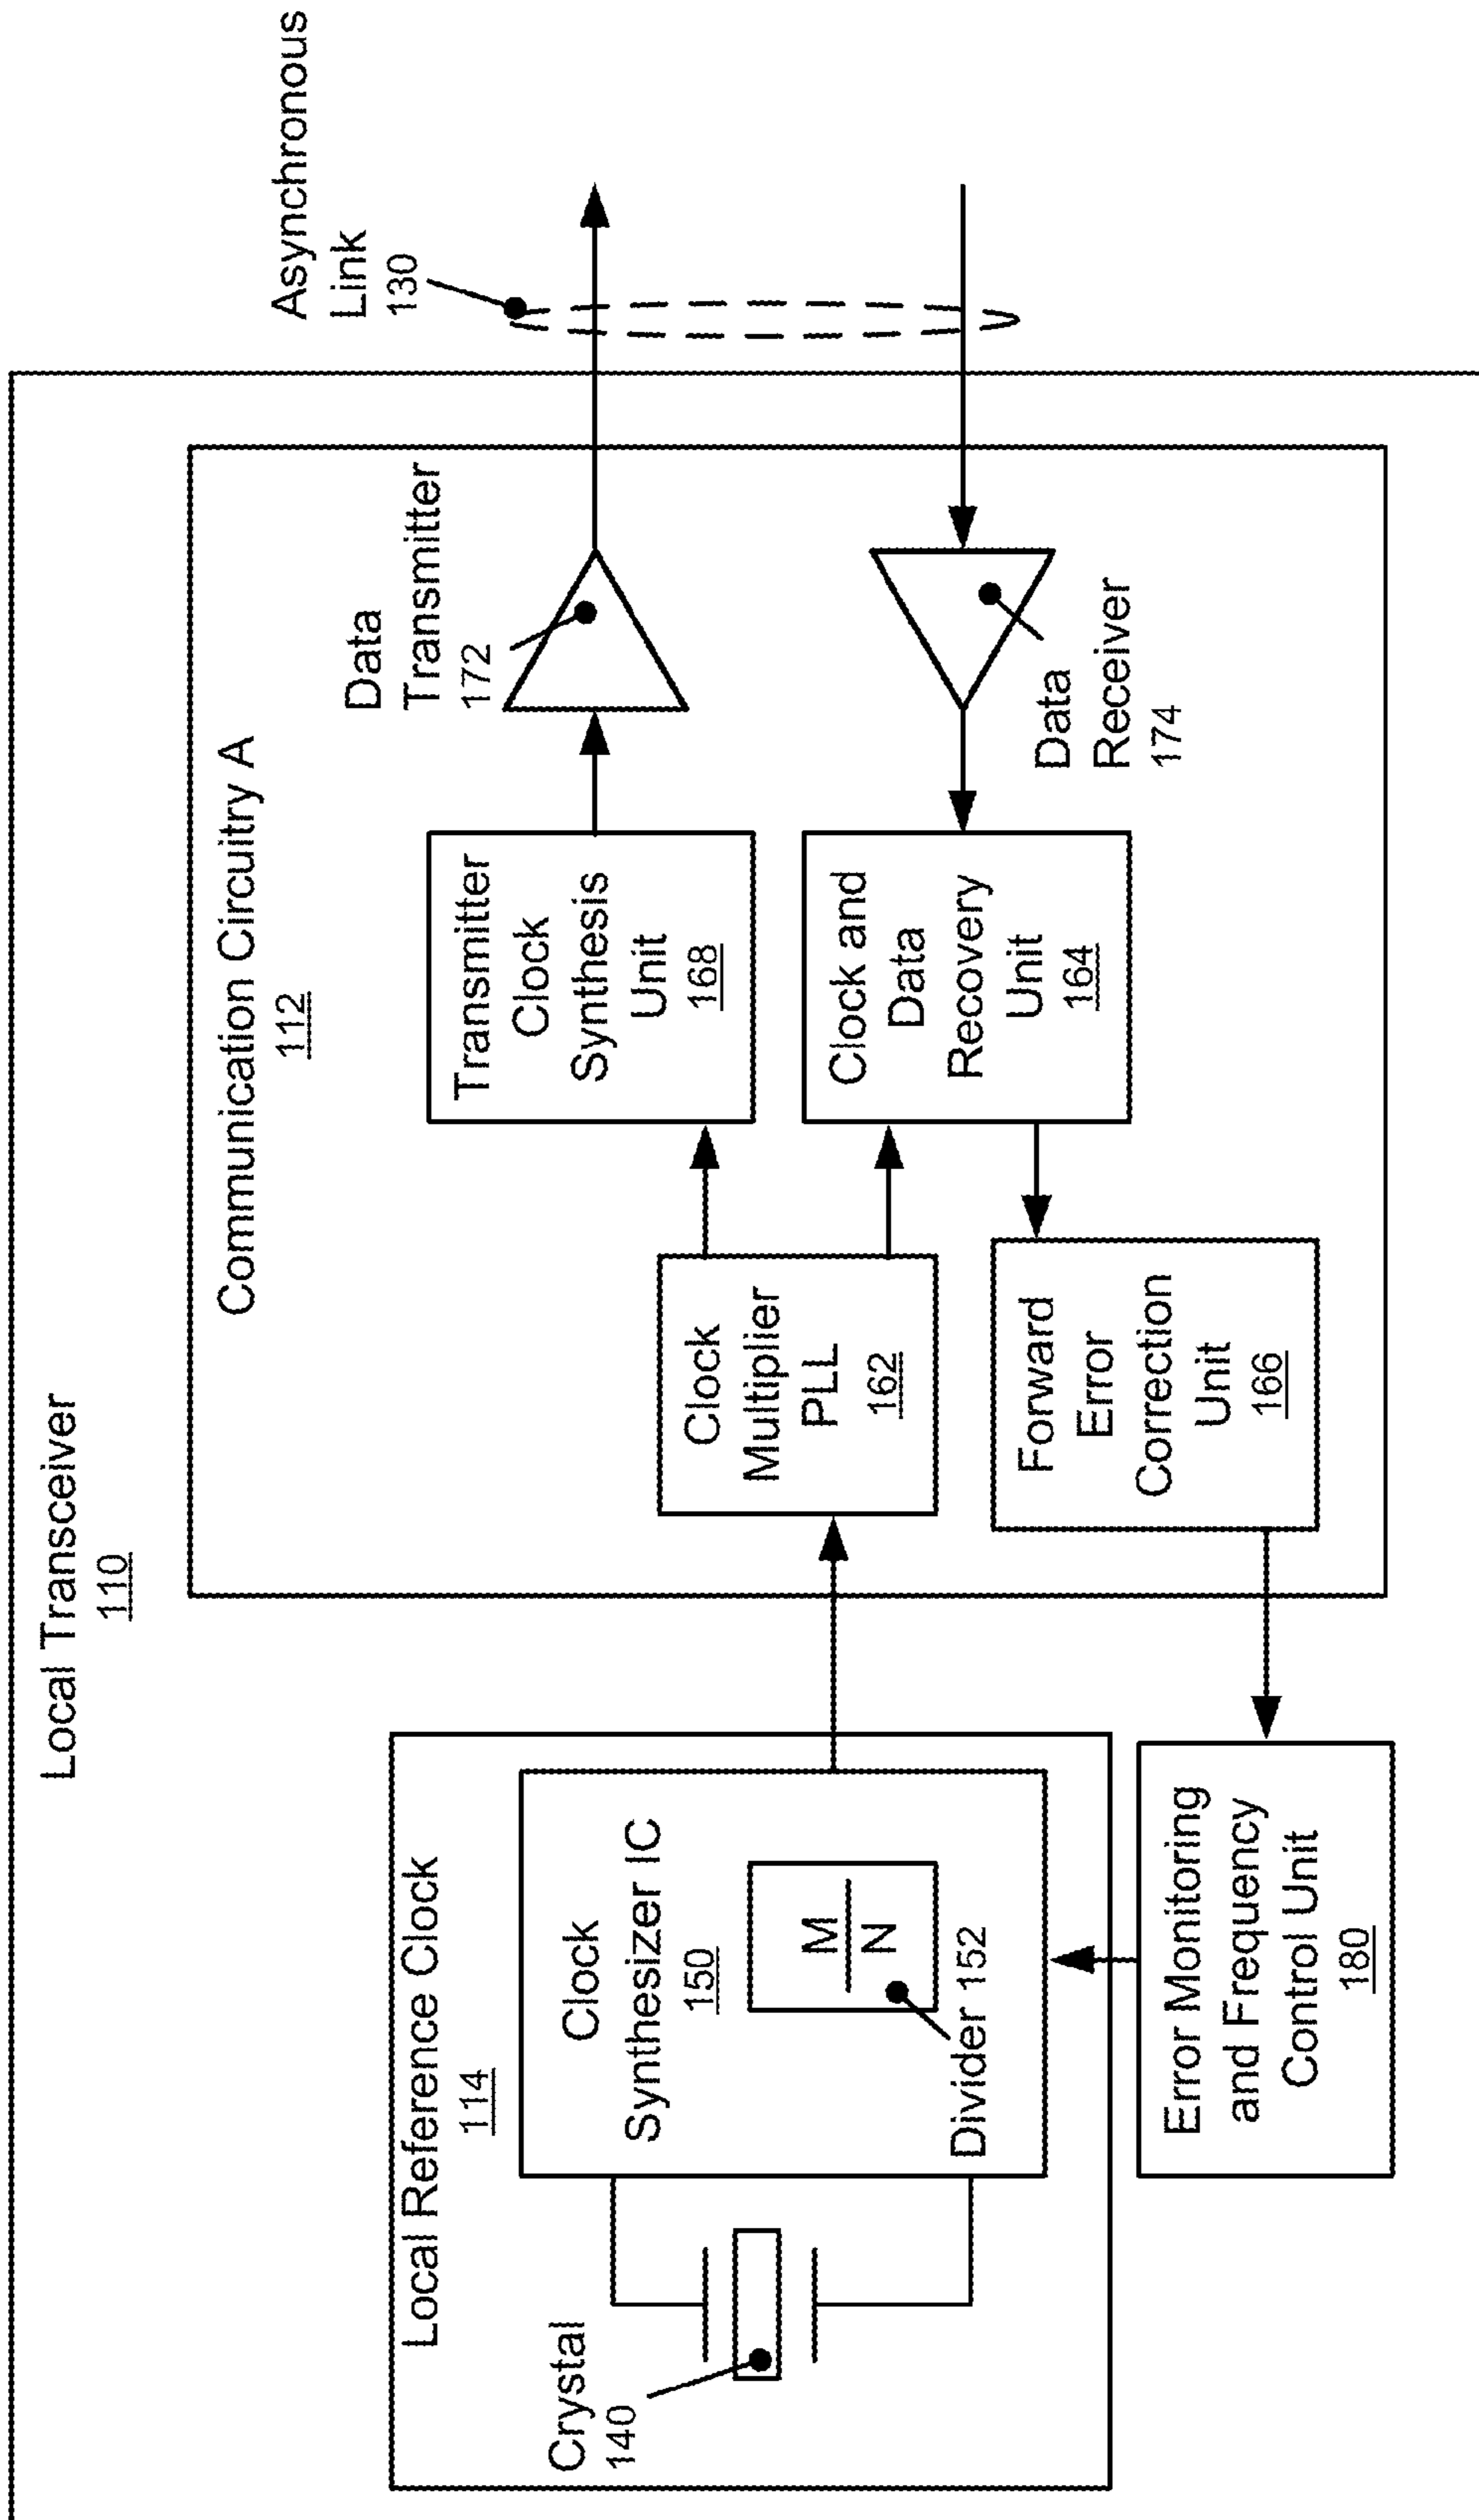 Local Transceiver
110
Local Reference Clock
114
Crystal
140
Clock
Synthesizer IC
150
M
N
Divider 152
Error Monitoring
and Frequency
Control Unit
180
Communication Circuitry A
112
Clock
Multiplier
PLL
162
Forward
Error
Correction
Unit
166
Transmitter
Clock
Synthesis
Unit
168
Clock and
Data
Recovery
Unit
164
Data
Transmitter
172
Data
Receiver
174
Asynchronous
Link
130